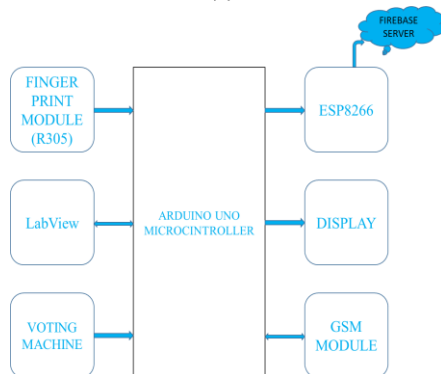 FIREBASE
SERVER
FINGER
PRINT
MODULE
(R305)
ESP8266
LabView
ARDUINO UNO
MICROCINTROLLER
DISPLAY
VOTING
MACHINE
GSM
MODULE